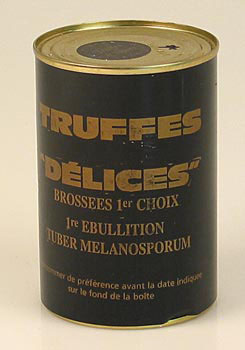 TRUFFES
"DÉLICES"
BROSSEES 1er CHOIX
1re EBULLITION
TUBER MELANOSPORUM
de préférence avant la date indiquée
sur le fond de la boîte